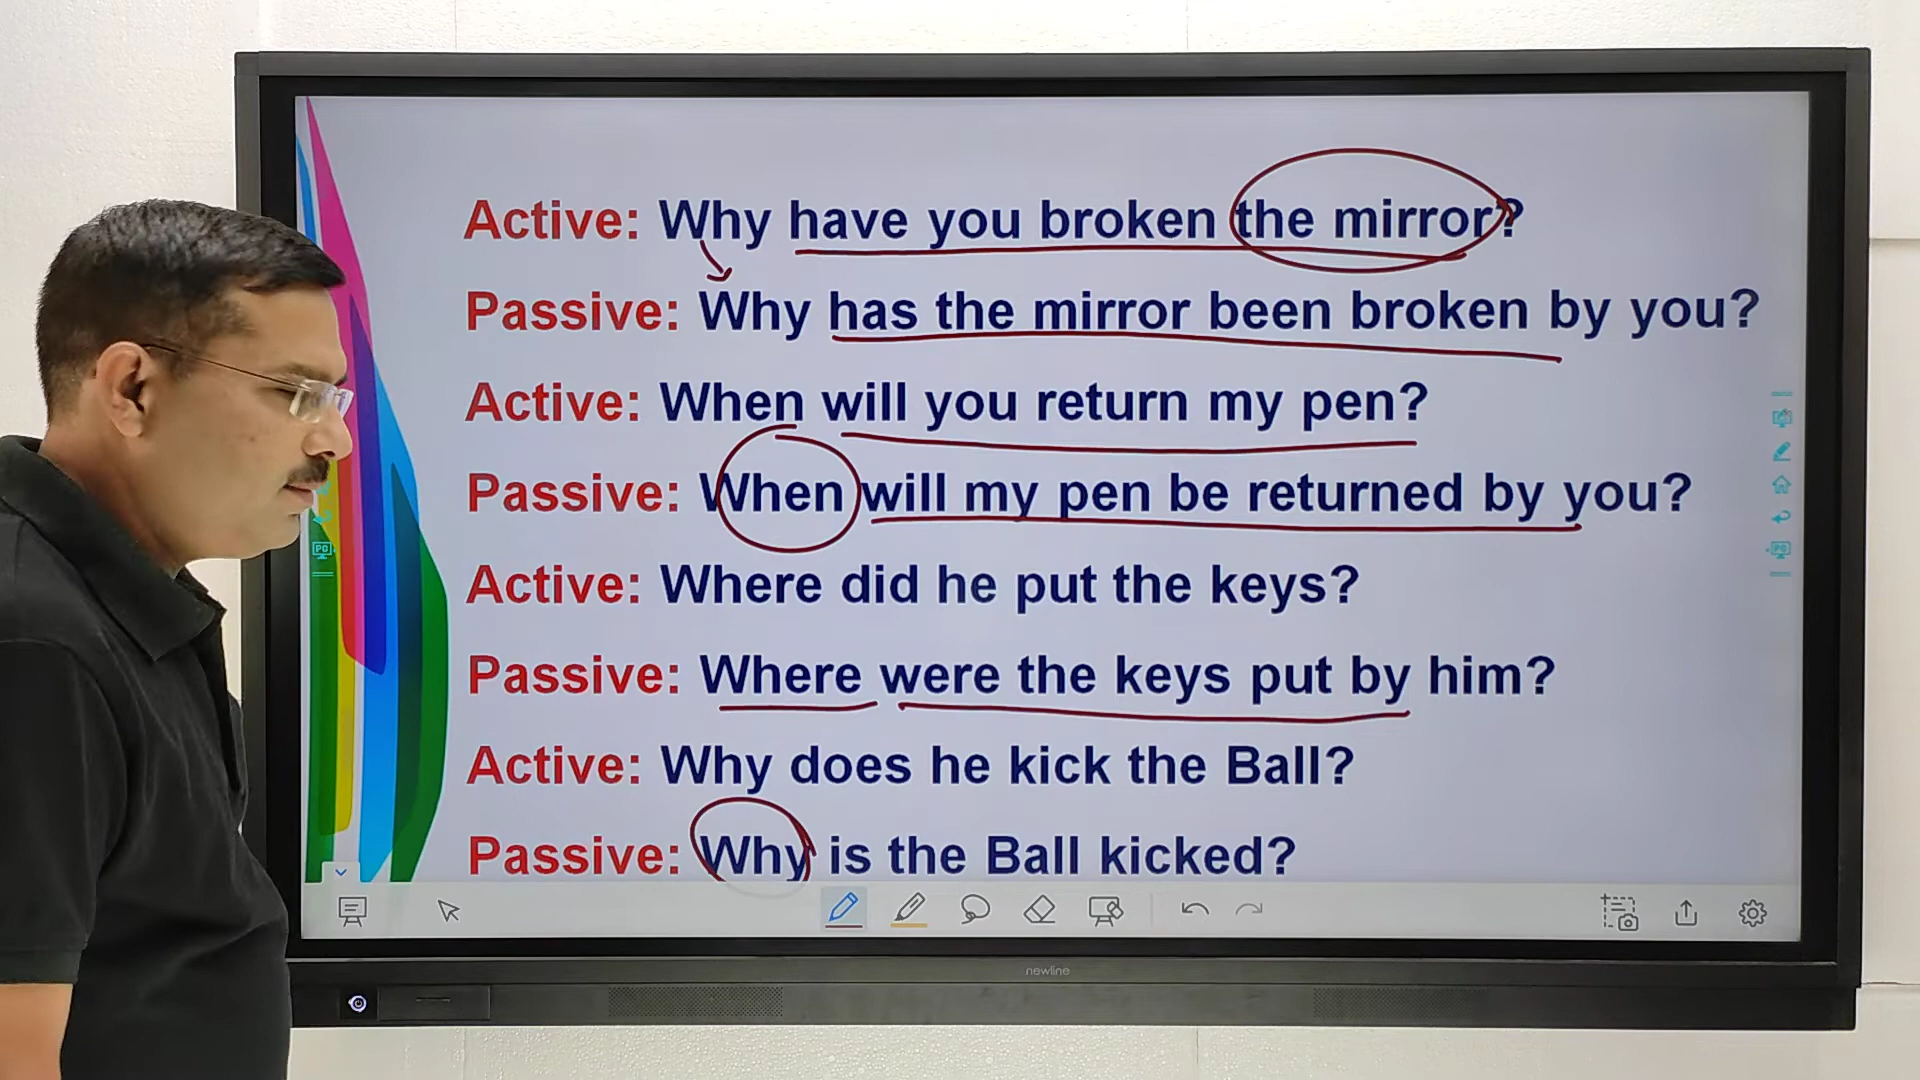 Active: Why have you broken the mirror?
Passive: Why has the mirror been broken by you?
Active: When will you return my pen?
Passive: When will my pen be returned by you?
Active: Where did he put the keys?
Passive: Where were the keys put by him?
Active: Why does he kick the Ball?
Passive: Why is the Ball kicked?
PG
PG
newline